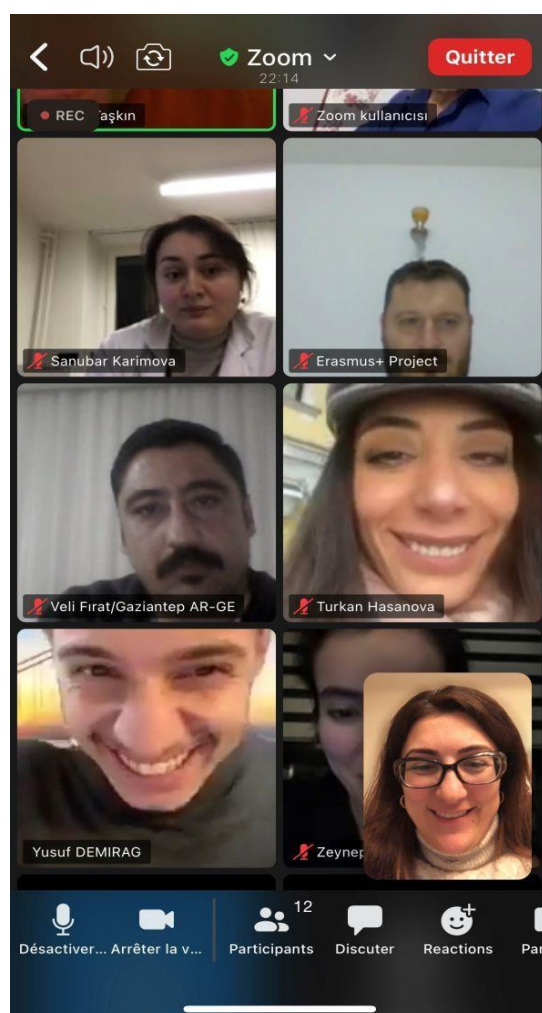 Zoom
Quitter
22:14
REC
aşkın
Zoom kullanıcısı
Sanubar Karimova
Erasmus+ Project
Veli Fırat/Gaziantep AR-GE
Turkan Hasanova
Yusuf DEMIRAG
Zeynep
12
Désactiver... Arrêter la v... Participants Discuter Reactions Par